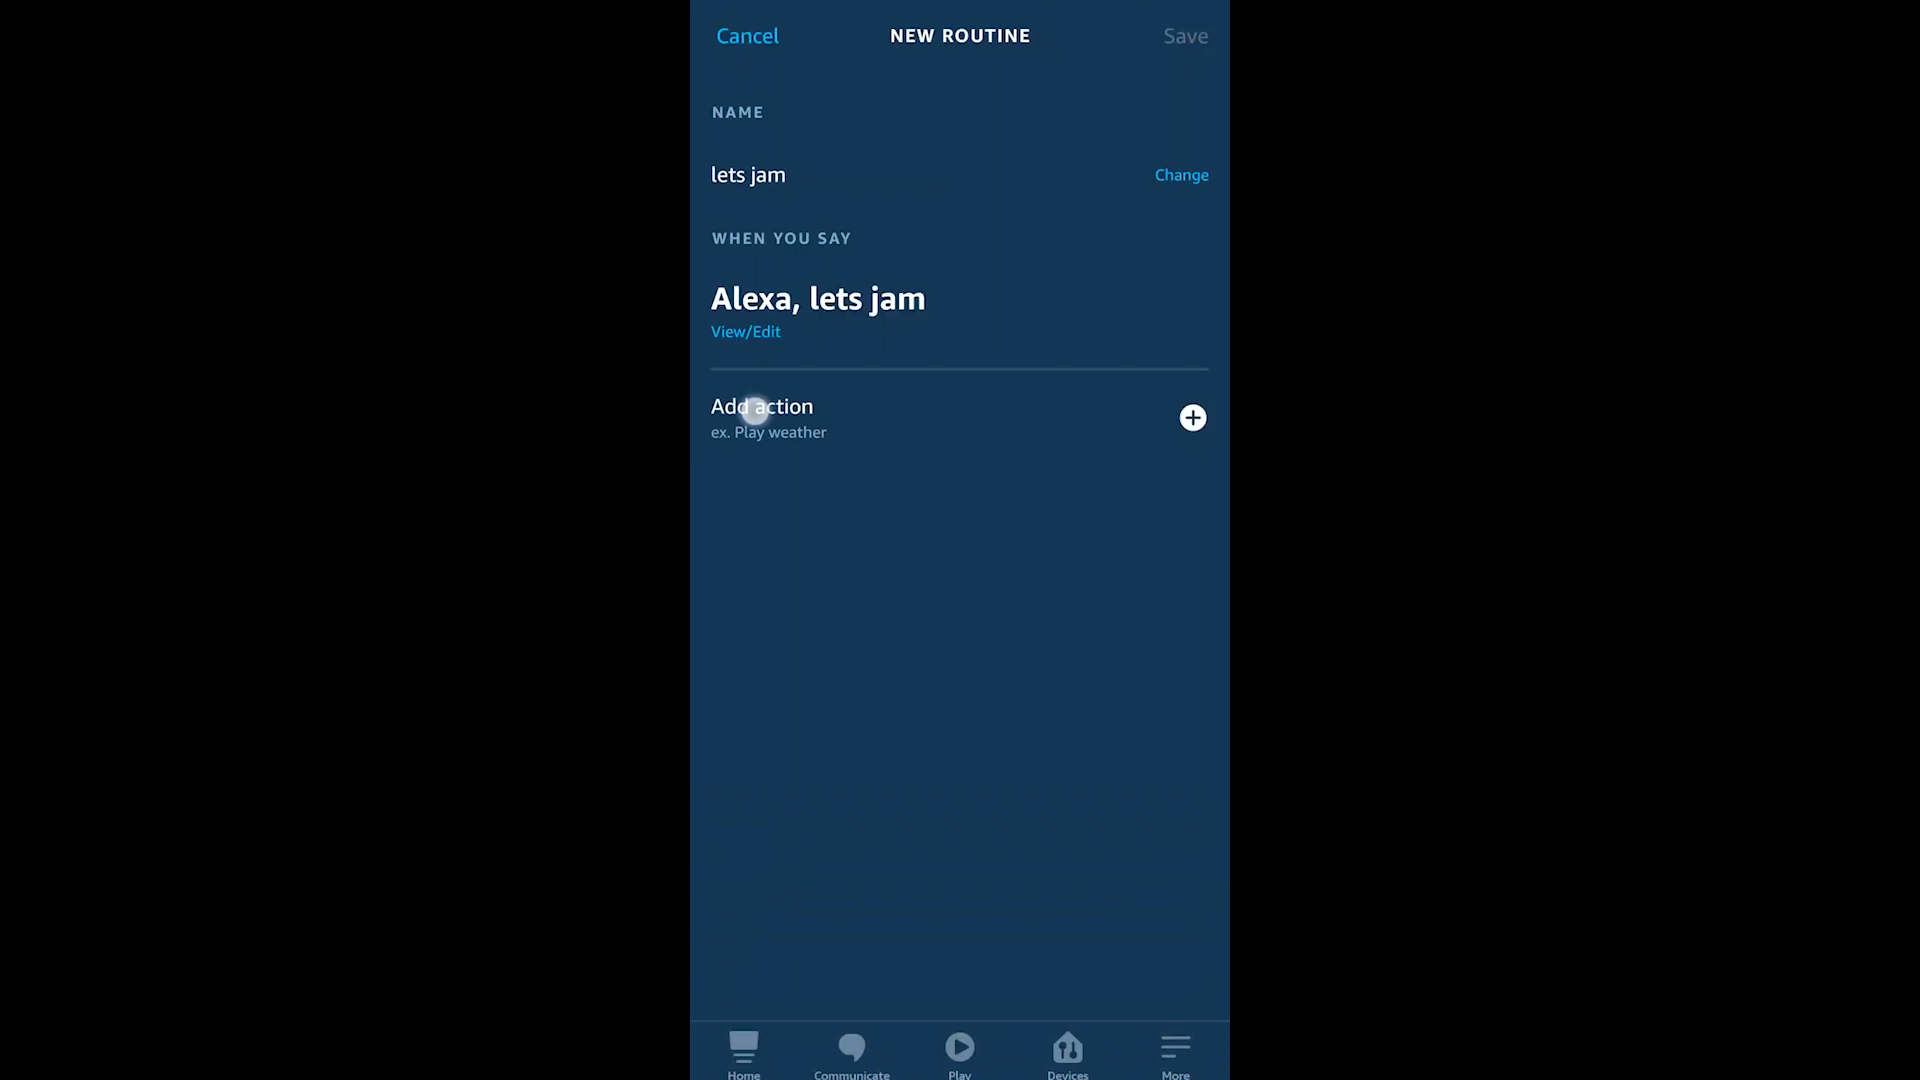 Cancel NEW ROUTINE Save
NAME
lets jam Change
WHEN YOU SAY
Alexa, lets jam
View/Edit
Add action
ex. Play weather
Home Communicate Play Devices More